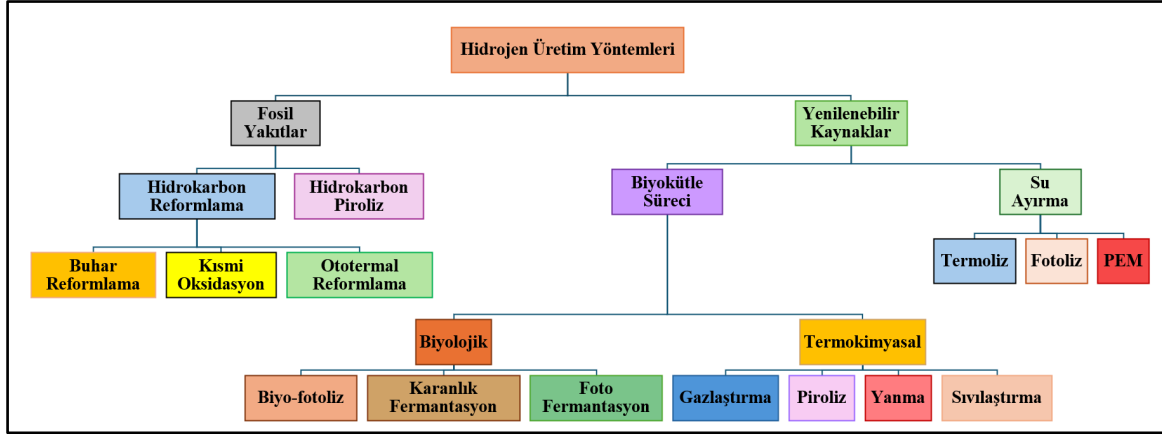 Hidrojen Üretim Yöntemleri
Fosil
Yakıtlar
Yenilenebilir
Kaynaklar
Hidrokarbon
Reformlama
Hidrokarbon
Piroliz
Biyokütle
Süreci
Su
Ayırma
Buhar
Reformlama
Kısmi
Oksidasyon
Ototermal
Reformlama
Termoliz
Fotoliz
PEM
Biyolojik
Termokimyasal
Biyo-fotoliz
Karanlık
Fermantasyon
Foto
Fermantasyon
Gazlaştırma
Piroliz
Yanma
Sıvılaştırma